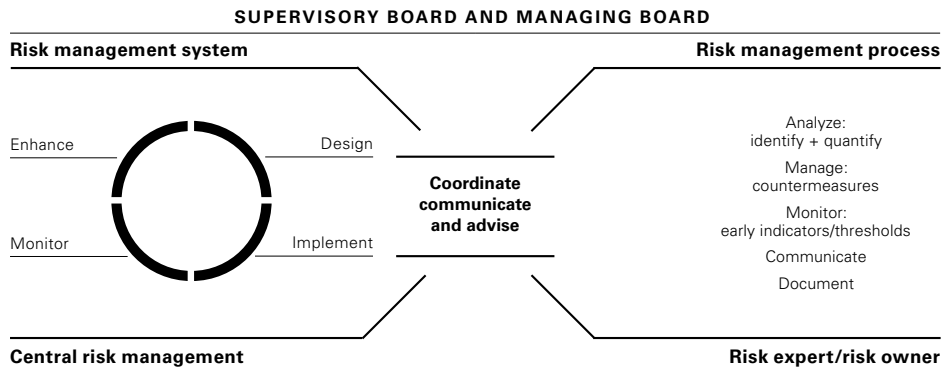 SUPERVISORY BOARD AND MANAGING BOARD
Risk management system
Risk management process
Enhance
Design
Monitor
Implement
Coordinate
communicate
and advise
Analyze:
identify + quantify
Manage:
countermeasures
Monitor:
early indicators/thresholds
Communicate
Document
Central risk management
Risk expert/risk owner